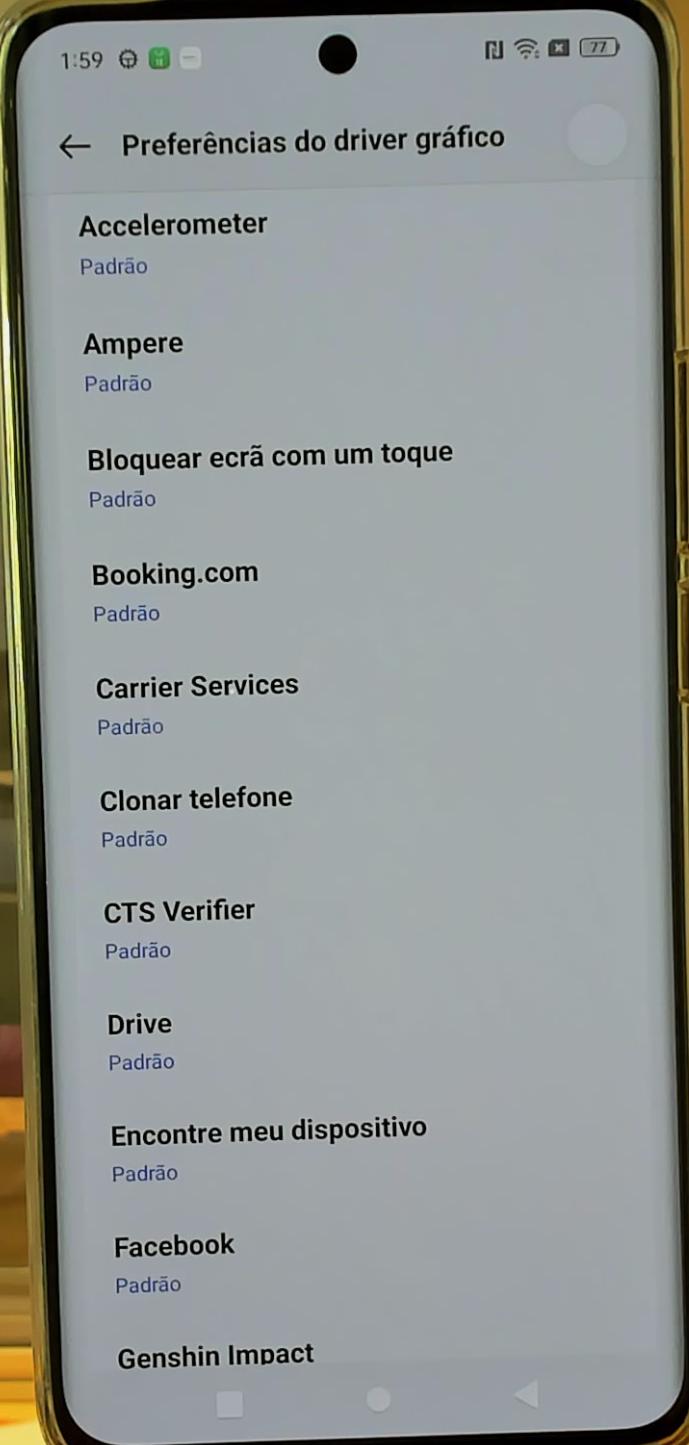 1:59
77
Preferências do driver gráfico
Accelerometer
Padrão
Ampere
Padrão
Bloquear ecrã com um toque
Padrão
Booking.com
Padrão
Carrier Services
Padrão
Clonar telefone
Padrão
CTS Verifier
Padrão
Drive
Padrão
Encontre meu dispositivo
Padrão
Facebook
Padrão
Genshin Impact